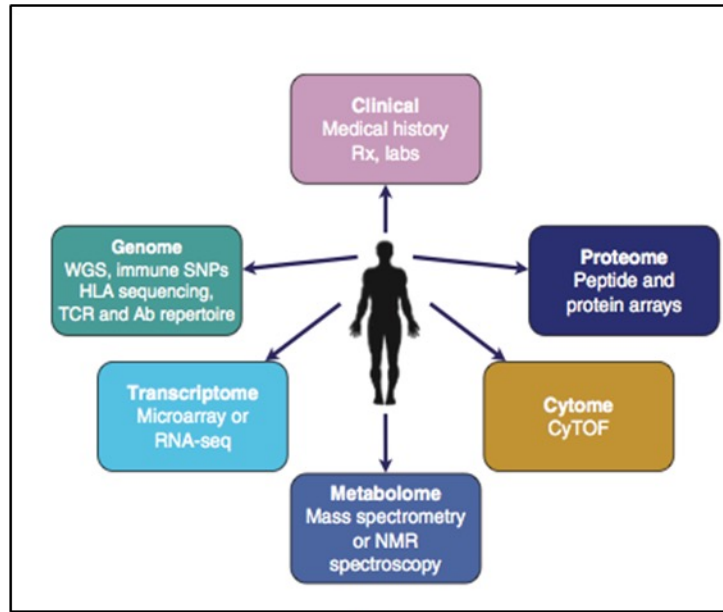 Clinical
Medical history
Rx, labs
Genome
WGS, immune SNPs
HLA sequencing,
TCR and Ab repertoire
Proteome
Peptide and
protein arrays
Transcriptome
Microarray or
RNA-seq
Cytome
CyTOF
Metabolome
Mass spectrometry
or NMR
spectroscopy